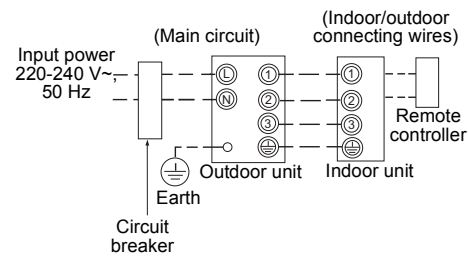 (Main circuit)
(Indoor/outdoor
connecting wires)
Input power
220-240 V~,
50 Hz
L
N
1
2
3
1
2
3
Remote
controller
Outdoor unit
Indoor unit
Earth
Circuit
breaker